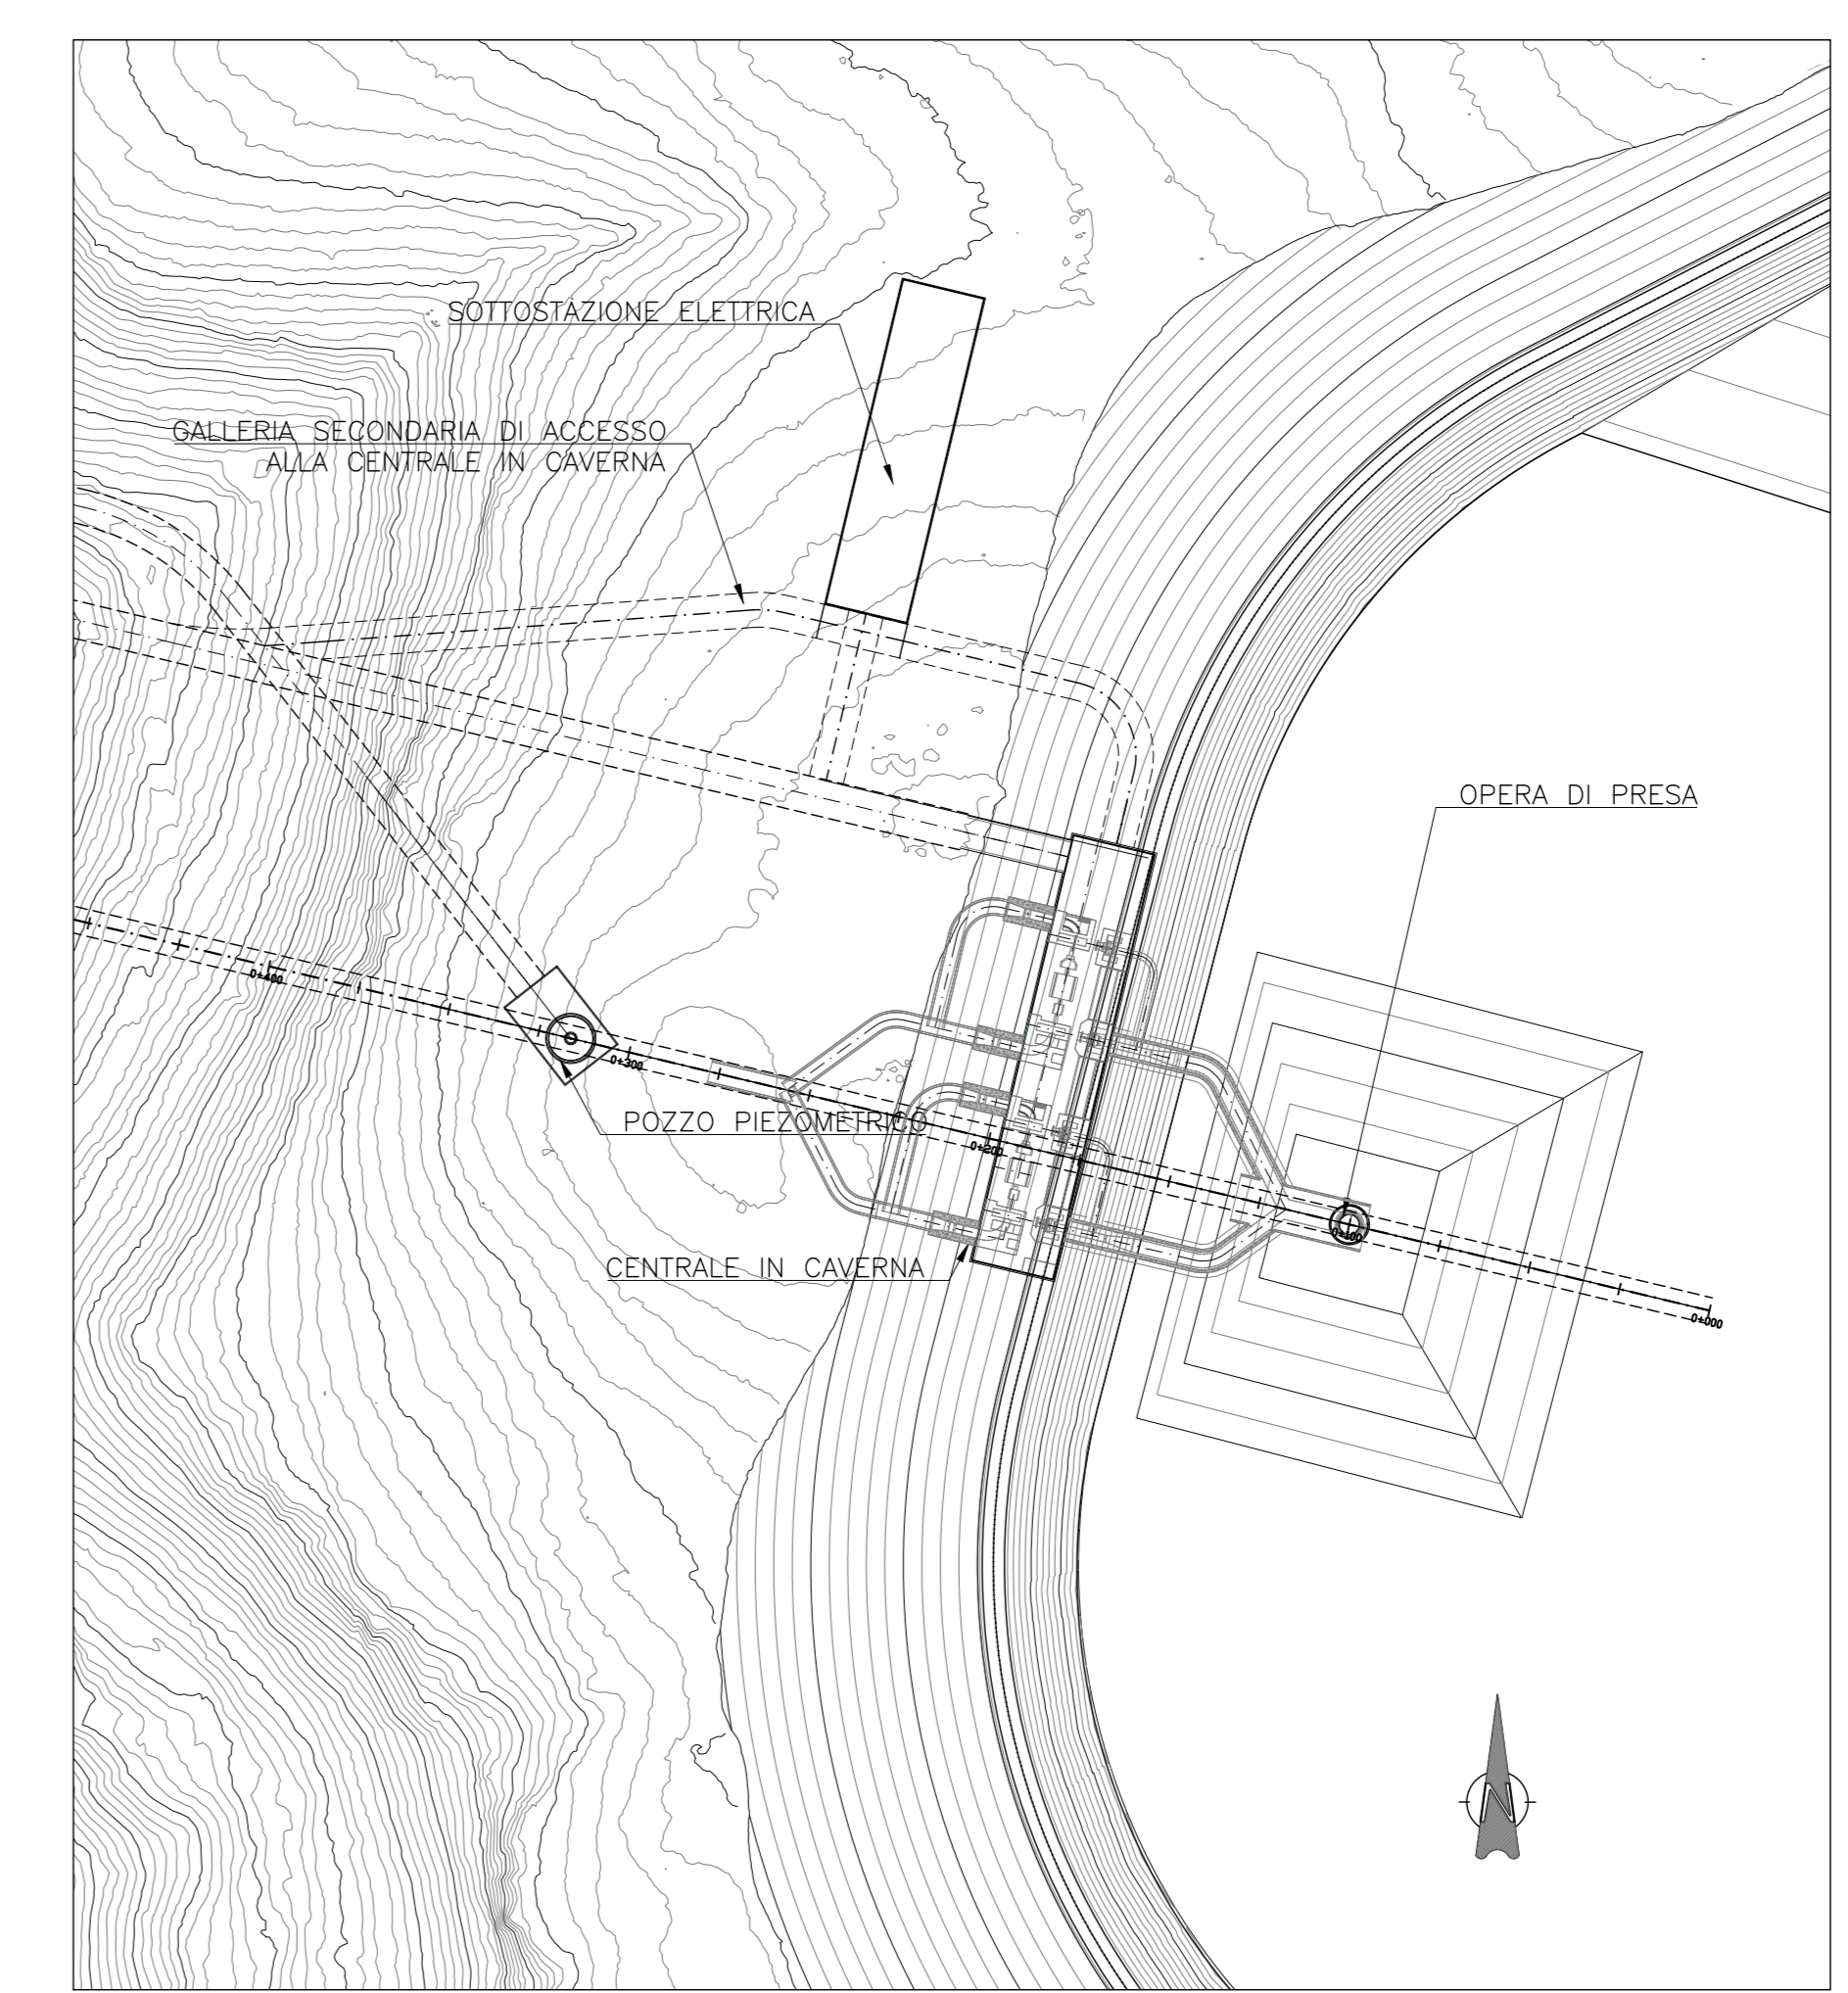 SOTTOSTAZIONE ELETTRICA
GALLERIA SECONDARIA DI ACCESSO
ALLA CENTRALE IN CAVERNA
OPERA DI PRESA
0+400
0+300
POZZO PIEZOMETRICO
0+200
0+100
CENTRALE IN CAVERNA
0+000
N